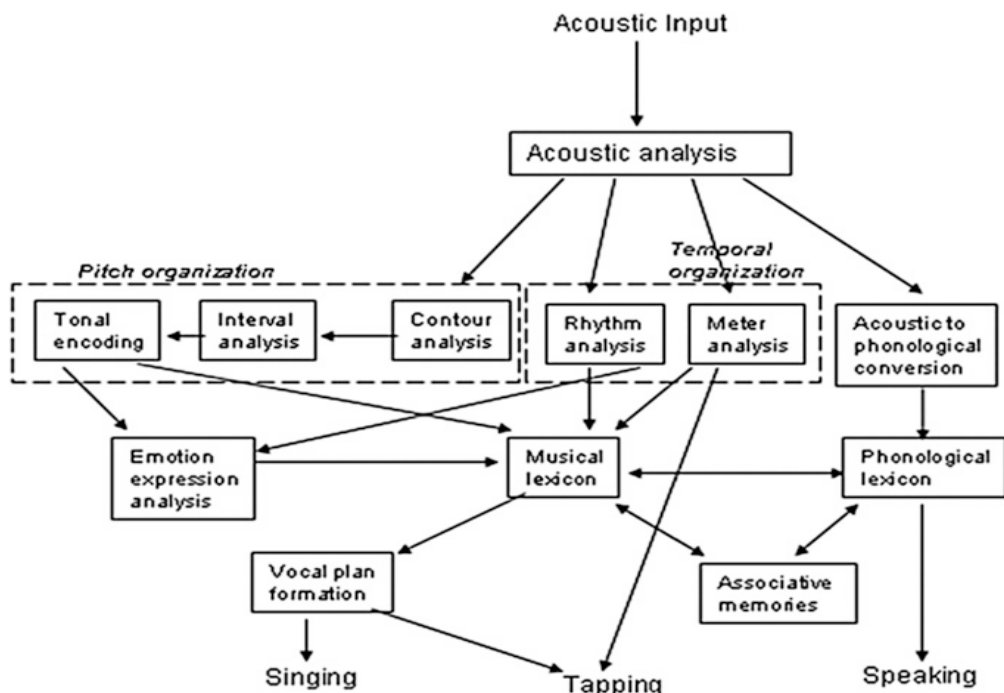 Acoustic Input
Acoustic analysis
Pitch organization
Temporal
organization
Tonal
encoding
Interval
analysis
Contour
analysis
Rhythm
analysis
Meter
analysis
Acoustic to
phonological
conversion
Emotion
expression
analysis
Musical
lexicon
Phonological
lexicon
Vocal plan
formation
Associative
memories
Singing
Tapping
Speaking